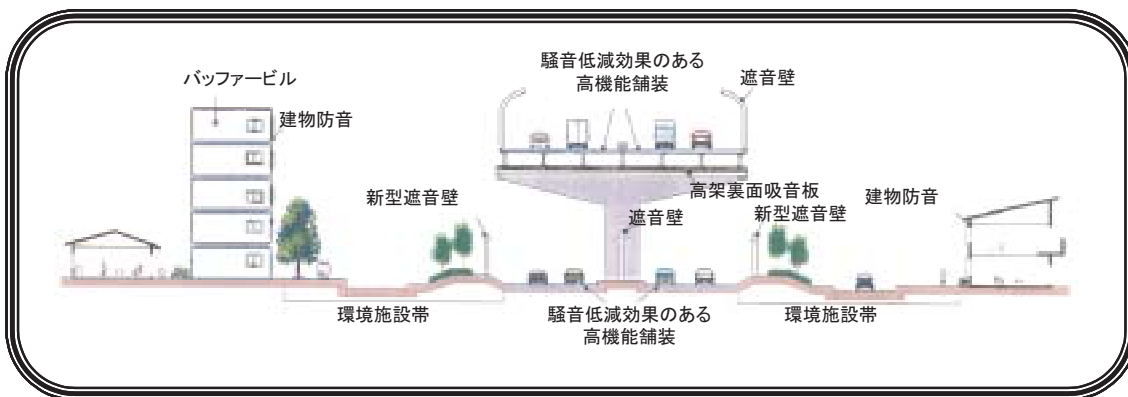 バッファービル
騒音低減効果のある
高機能舗装
遮音壁
建物防音
新型遮音壁
高架裏面吸音板
遮音壁
新型遮音壁
建物防音
環境施設帯
騒音低減効果のある
高機能舗装
環境施設帯